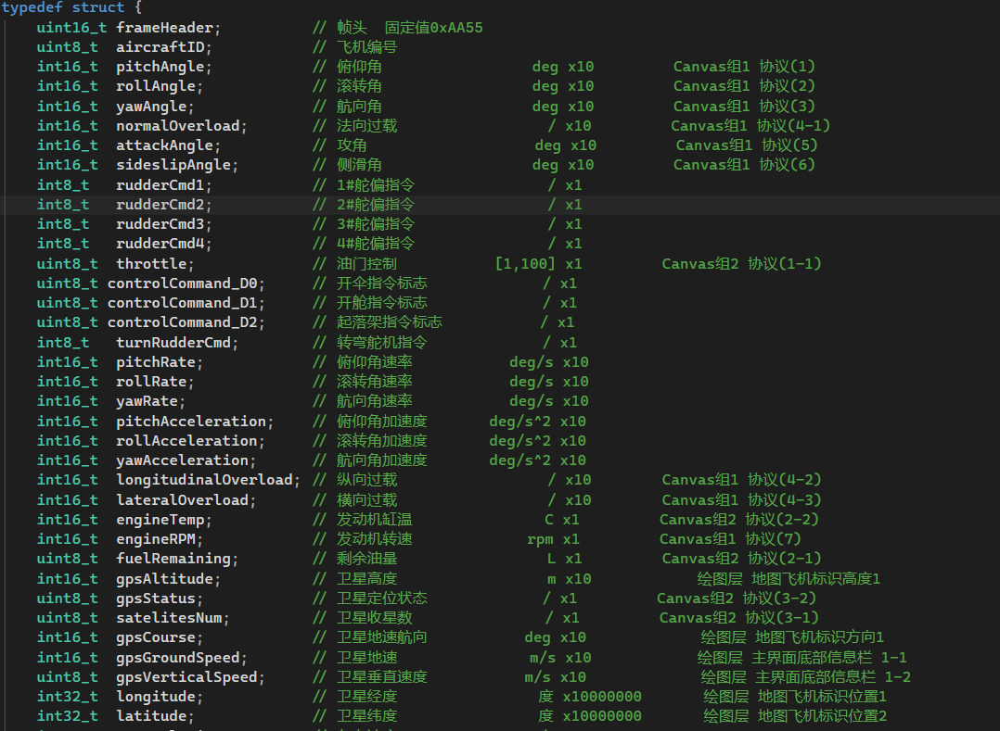 typedef struct {
uint16_t frameHeader; // 帧头 固定值0xAA55
uint8_t aircraftID; // 飞机编号
int16_t pitchAngle; // 俯仰角 deg x10 Canvas组1 协议(1)
int16_t rollAngle; // 滚转角 deg x10 Canvas组1 协议(2)
int16_t yawAngle; // 航向角 deg x10 Canvas组1 协议(3)
int16_t normalOverload; // 法向过载 / x10 Canvas组1 协议(4-1)
int16_t attackAngle; // 攻角 deg x10 Canvas组1 协议(5)
int16_t sideslipAngle; // 侧滑角 deg x10 Canvas组1 协议(6)
int8_t rudderCmd1; // 1#舵偏指令 / x1
int8_t rudderCmd2; // 2#舵偏指令 / x1
int8_t rudderCmd3; // 3#舵偏指令 / x1
int8_t rudderCmd4; // 4#舵偏指令 / x1
uint8_t throttle; // 油门控制 [1,100] x1 Canvas组2 协议(1-1)
uint8_t controlCommand_D0; // 开伞指令标志 / x1
uint8_t controlCommand_D1; // 开舱指令标志 / x1
uint8_t controlCommand_D2; // 起落架指令标志 / x1
int8_t turnRudderCmd; // 转弯舵机指令 / x1
int16_t pitchRate; // 俯仰角速率 deg/s x10
int16_t rollRate; // 滚转角速率 deg/s x10
int16_t yawRate; // 航向角速率 deg/s x10
int16_t pitchAcceleration; // 俯仰角加速度 deg/s^2 x10
int16_t rollAcceleration; // 滚转角加速度 deg/s^2 x10
int16_t yawAcceleration; // 航向角加速度 deg/s^2 x10
int16_t longitudinalOverload; // 纵向过载 / x10 Canvas组1 协议(4-2)
int16_t lateralOverload; // 横向过载 / x10 Canvas组1 协议(4-3)
int16_t engineTemp; // 发动机缸温 C x1 Canvas组2 协议(2-2)
int16_t engineRPM; // 发动机转速 rpm x1 Canvas组1 协议(7)
uint8_t fuelRemaining; // 剩余油量 L x1 Canvas组2 协议(2-1)
int16_t gpsAltitude; // 卫星高度 m x10 绘图层 地图飞机标识高度1
uint8_t gpsStatus; // 卫星定位状态 / x1 Canvas组2 协议(3-2)
uint8_t satelitesNum; // 卫星收星数 / x1 Canvas组2 协议(3-1)
int16_t gpsCourse; // 卫星地速航向 deg x10 绘图层 地图飞机标识方向1
int16_t gpsGroundSpeed; // 卫星地速 m/s x10 绘图层 主界面底部信息栏 1-1
uint8_t gpsVerticalSpeed; // 卫星垂直速度 m/s x10 绘图层 主界面底部信息栏 1-2
int32_t longitude; // 卫星经度 度 x10000000 绘图层 地图飞机标识位置1
int32_t latitude; // 卫星纬度 度 x10000000 绘图层 地图飞机标识位置2